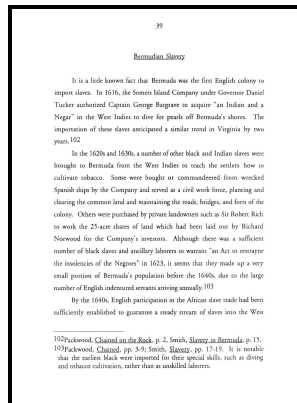 39
Bermudian Slavery
It is a little known fact that Bermuda was the first English colony to
import slaves. In 1616, the Somers Island Company under Governor Daniel
Tucker authorized Captain George Bargrave to acquire "an Indian and a
Negar" in the West Indies to dive for pearls off Bermuda's shores. The
importation of these slaves anticipated a similar trend in Virginia by two
years.102
In the 1620s and 1630s, a number of other black and Indian slaves were
brought to Bermuda from the West Indies to teach the settlers how to
cultivate tobacco. Some were bought or commandeered from wrecked
Spanish ships by the Company and served as a civil work force, planting and
clearing the common land and maintaining the roads, bridges, and forts of the
colony. Others were purchased by private landowners such as Sir Robert Rich
to work the 25-acre shares of land which had been laid out by Richard
Norwood for the Company's investors. Although there was a sufficient
number of black slaves and ancillary laborers to warrant "an Act to restrayne
the insolencies of the Negroes" in 1623, it seems that they made up a very
small portion of Bermuda's population before the 1640s, due to the large
number of English indentured servants arriving annually.103
By the 1640s, English participation in the African slave trade had been
sufficiently established to guarantee a steady stream of slaves into the West
102Packwood, Chained on the Rock, p. 2, Smith, Slavery in Bermuda, p. 15.
103Packwood, Chained, pp. 3-9; Smith, Slavery, pp. 17-19. It is notable
that the earliest black were imported for their special skills, such as diving
and tobacco cultivation, rather than as unskilled laborers.